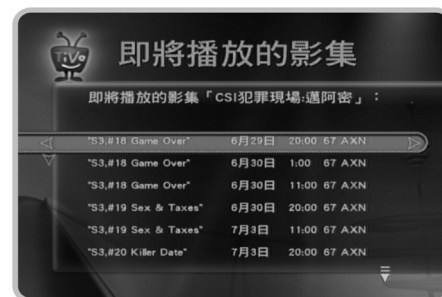 TiVo
即將播放的影集
即將播放的影集「CSI犯罪現場:邁阿密」：
"S3,#18 Game Over" 6月29日 20:00 67 AXN
"S3,#18 Game Over" 6月30日 1:00 67 AXN
"S3,#18 Game Over" 6月30日 11:00 67 AXN
"S3,#19 Sex & Taxes" 6月30日 20:00 67 AXN
"S3,#19 Sex & Taxes" 7月3日 11:00 67 AXN
"S3,#20 Killer Date" 7月3日 20:00 67 AXN